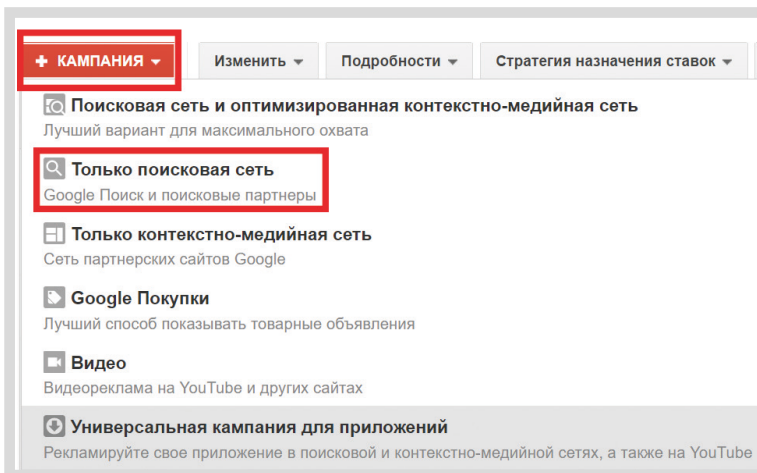 + КАМПАНИЯ Изменить Подробности Стратегия назначения ставок
Поисковая сеть и оптимизированная контекстно-медийная сеть
Лучший вариант для максимального охвата
Только поисковая сеть
Google Поиск и поисковые партнеры
Только контекстно-медийная сеть
Сеть партнерских сайтов Google
Google Покупки
Лучший способ показывать товарные объявления
Видео
Видеореклама на YouTube и других сайтах
Универсальная кампания для приложений
Рекламируйте свое приложение в поисковой и контекстно-медийной сетях, а также на YouTube